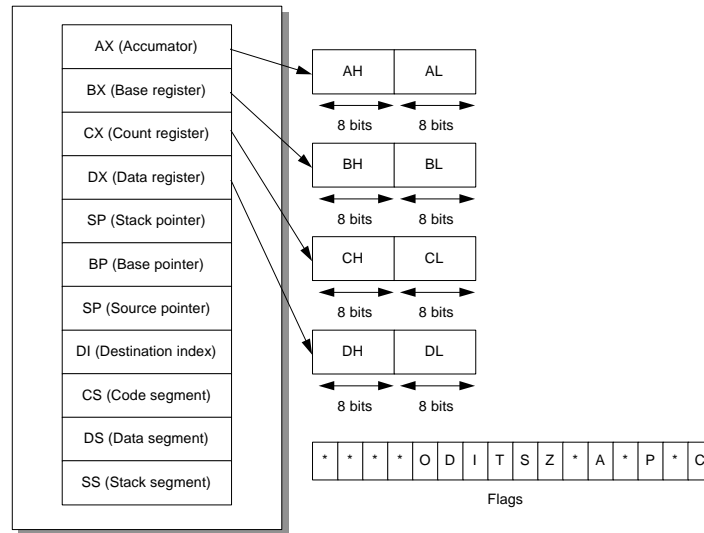 AX (Accumator)
BX (Base register)
CX (Count register)
DX (Data register)
SP (Stack pointer)
BP (Base pointer)
SP (Source pointer)
DI (Destination index)
CS (Code segment)
DS (Data segment)
SS (Stack segment)
AH AL
8 bits 8 bits
BH BL
8 bits 8 bits
CH CL
8 bits 8 bits
DH DL
8 bits 8 bits
* * * * O D I T S Z * A * P * C
Flags